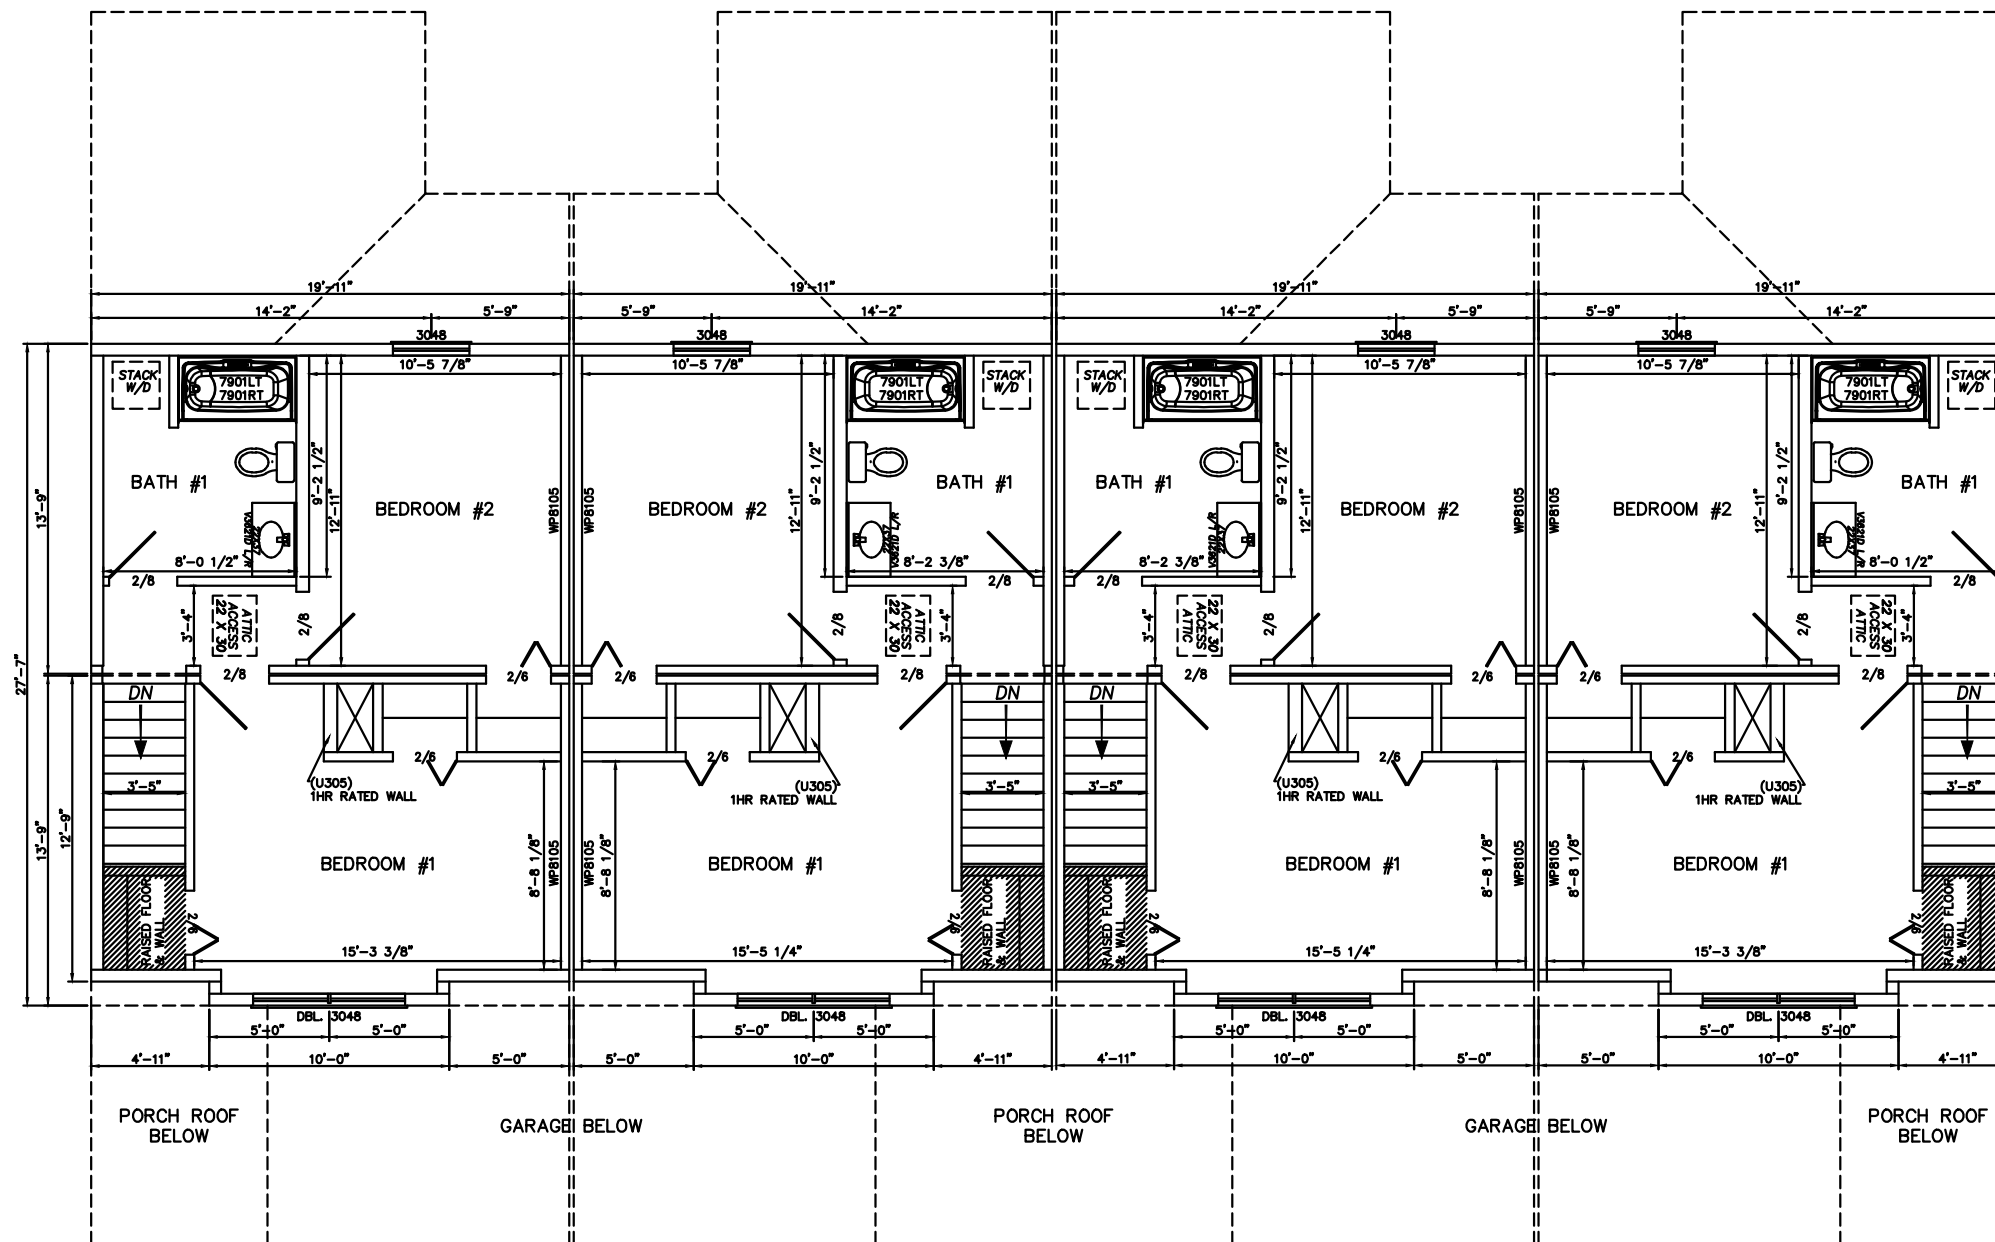 19'-11"
19'-11"
19'-11"
19'-11"
14'-2"
5'-9"
5'-9"
14'-2"
14'-2"
5'-9"
5'-9"
14'-2"
3048
3048
3048
3048
10'-5 7/8"
10'-5 7/8"
10'-5 7/8"
10'-5 7/8"
STACK
W/D
7901LT
7901RT
7901LT
7901RT
STACK
W/D
STACK
W/D
7901LT
7901RT
7901LT
7901RT
STACK
W/D
27'-7"
13'-9"
BATH #1
9'-2 1/2"
12'-11"
BEDROOM #2
WP8105
WP8105
BEDROOM #2
12'-11"
9'-2 1/2"
BATH #1
BATH #1
9'-2 1/2"
12'-11"
BEDROOM #2
WP8105
WP8105
BEDROOM #2
12'-11"
9'-2 1/2"
BATH #1
V3621D L/R
22X37
V3621D L/R
22X37
V3621D L/R
22X37
V3621D L/R
22X37
8'-0 1/2"
8'-2 3/8"
8'-2 3/8"
8'-0 1/2"
2/8
2/8
2/8
2/8
3'-4"
ATTIC
ACCESS
22 X 30
2/8
2/8
ATTIC
ACCESS
22 X 30
3'-4"
3'-4"
22 X 30
ACCESS
ATTIC
2/8
2/8
22 X 30
ACCESS
ATTIC
3'-4"
2/8
2/6
2/6
2/8
2/8
2/6
2/6
2/8
DN
DN
DN
DN
2/6
2/6
2/6
2/6
3'-5"
(U305)
1HR RATED WALL
(U305)
1HR RATED WALL
3'-5"
3'-5"
(U305)
1HR RATED WALL
(U305)
1HR RATED WALL
3'-5"
13'-9"
12'-9"
BEDROOM #1
8'-8 1/8"
WP8105
WP8105
8'-8 1/8"
BEDROOM #1
BEDROOM #1
8'-8 1/8"
WP8105
WP8105
8'-8 1/8"
BEDROOM #1
RAISED FLOOR
& WALL
2/6
2/6
RAISED FLOOR
& WALL
RAISED FLOOR
& WALL
2/6
2/6
RAISED FLOOR
& WALL
15'-3 3/8"
15'-5 1/4"
15'-5 1/4"
15'-3 3/8"
DBL. 3048
DBL. 3048
DBL. 3048
DBL. 3048
5'-0"
5'-0"
5'-0"
5'-0"
5'-0"
5'-0"
5'-0"
5'-0"
4'-11"
10'-0"
5'-0"
5'-0"
10'-0"
4'-11"
4'-11"
10'-0"
5'-0"
5'-0"
10'-0"
4'-11"
PORCH ROOF
BELOW
GARAGE BELOW
PORCH ROOF
BELOW
GARAGE BELOW
PORCH ROOF
BELOW